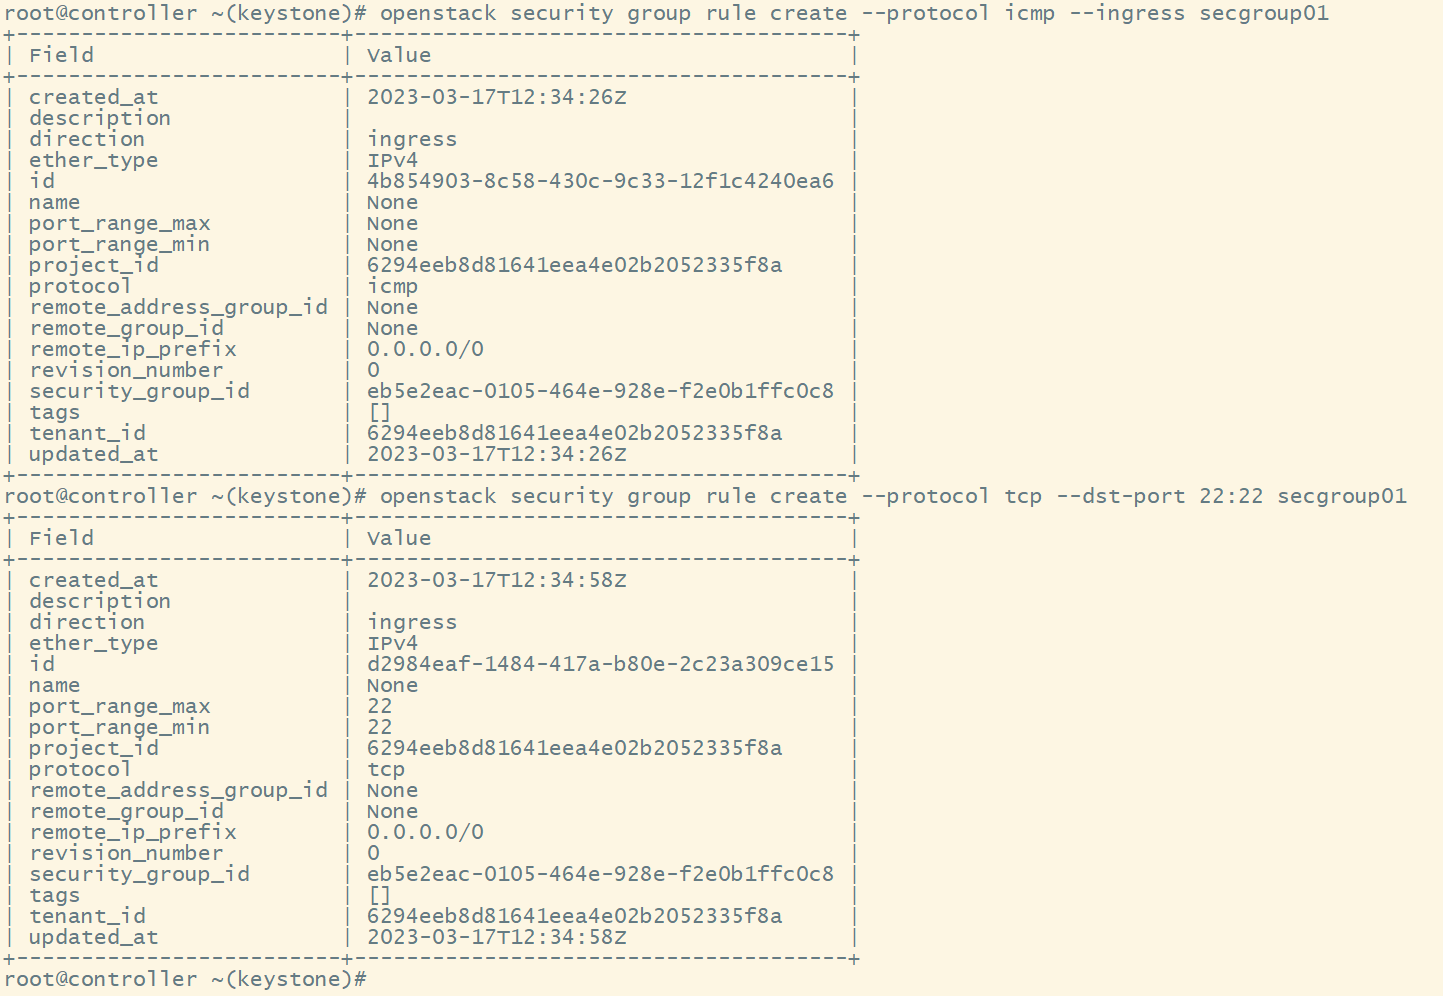 root@controller ~(keystone)# openstack security group rule create --protocol icmp --ingress secgroup01
+-------------------------+--------------------------------------+
| Field                   | Value                                |
+-------------------------+--------------------------------------+
| created_at              | 2023-03-17T12:34:26Z                 |
| description             |                                      |
| direction               | ingress                              |
| ether_type              | IPv4                                 |
| id                      | 4b854903-8c58-430c-9c33-12f1c4240ea6 |
| name                    | None                                 |
| port_range_max          | None                                 |
| port_range_min          | None                                 |
| project_id              | 6294eeb8d81641eea4e02b2052335f8a     |
| protocol                | icmp                                 |
| remote_address_group_id | None                                 |
| remote_group_id         | None                                 |
| remote_ip_prefix        | 0.0.0.0/0                            |
| revision_number         | 0                                    |
| security_group_id       | eb5e2eac-0105-464e-928e-f2e0b1ffc0c8 |
| tags                    | []                                   |
| tenant_id               | 6294eeb8d81641eea4e02b2052335f8a     |
| updated_at              | 2023-03-17T12:34:26Z                 |
+-------------------------+--------------------------------------+
root@controller ~(keystone)# openstack security group rule create --protocol tcp --dst-port 22:22 secgroup01
+-------------------------+--------------------------------------+
| Field                   | Value                                |
+-------------------------+--------------------------------------+
| created_at              | 2023-03-17T12:34:58Z                 |
| description             |                                      |
| direction               | ingress                              |
| ether_type              | IPv4                                 |
| id                      | d2984eaf-1484-417a-b80e-2c23a309ce15 |
| name                    | None                                 |
| port_range_max          | 22                                   |
| port_range_min          | 22                                   |
| project_id              | 6294eeb8d81641eea4e02b2052335f8a     |
| protocol                | tcp                                  |
| remote_address_group_id | None                                 |
| remote_group_id         | None                                 |
| remote_ip_prefix        | 0.0.0.0/0                            |
| revision_number         | 0                                    |
| security_group_id       | eb5e2eac-0105-464e-928e-f2e0b1ffc0c8 |
| tags                    | []                                   |
| tenant_id               | 6294eeb8d81641eea4e02b2052335f8a     |
| updated_at              | 2023-03-17T12:34:58Z                 |
+-------------------------+--------------------------------------+
root@controller ~(keystone)#